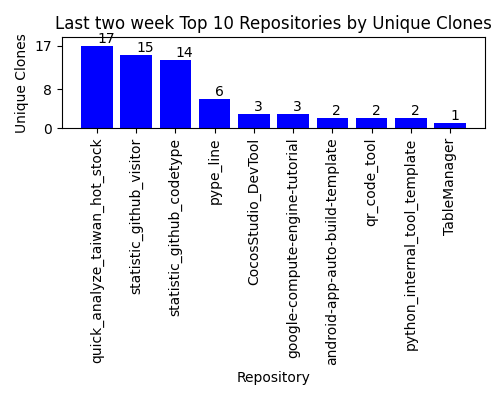 Last two week Top 10 Repositories by Unique Clones
Unique Clones
17
8
0
17
15
14
6
3
3
2
2
2
1
quick_analyze_taiwan_hot_stock
statistic_github_visitor
statistic_github_codetype
pype_line
CocosStudio_DevTool
google-compute-engine-tutorial
android-app-auto-build-template
qr_code_tool
python_internal_tool_template
TableManager
Repository